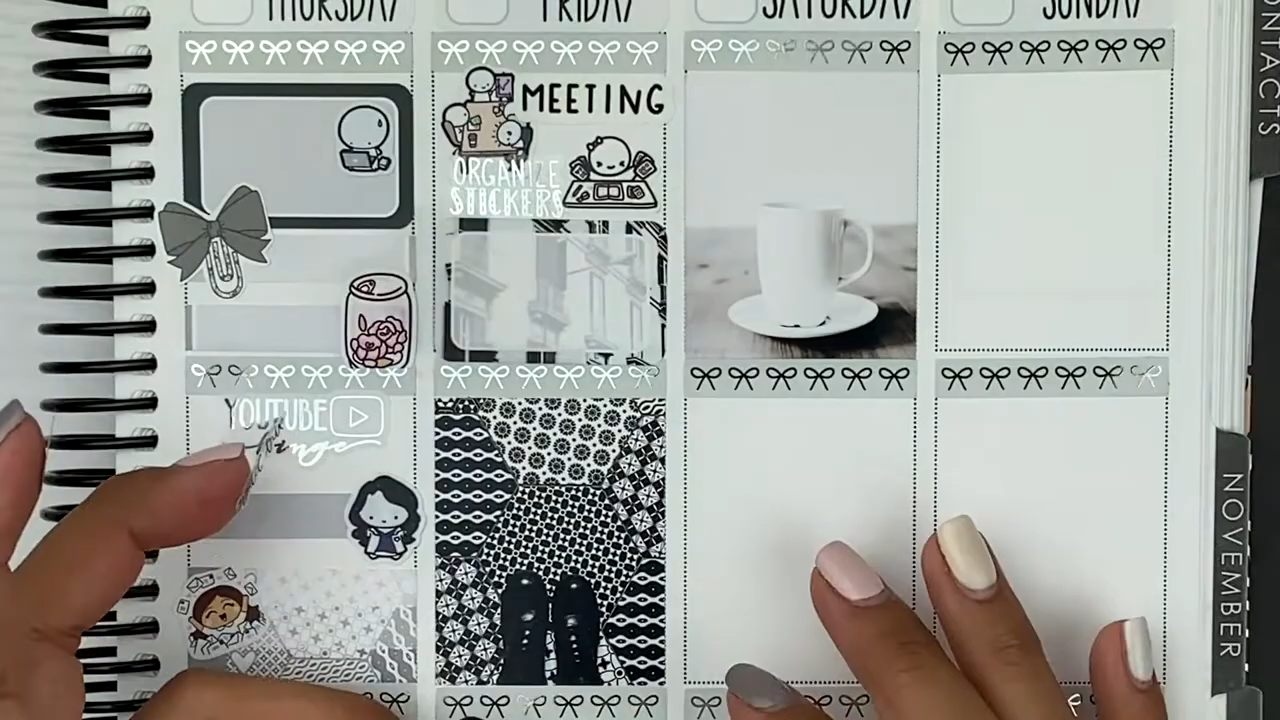 THURSDAY
FRIDAY
SATURDAY
SUNDAY
MEETING
ORGANIZE
STICKERS
YOUTUBE
NOVEMBER